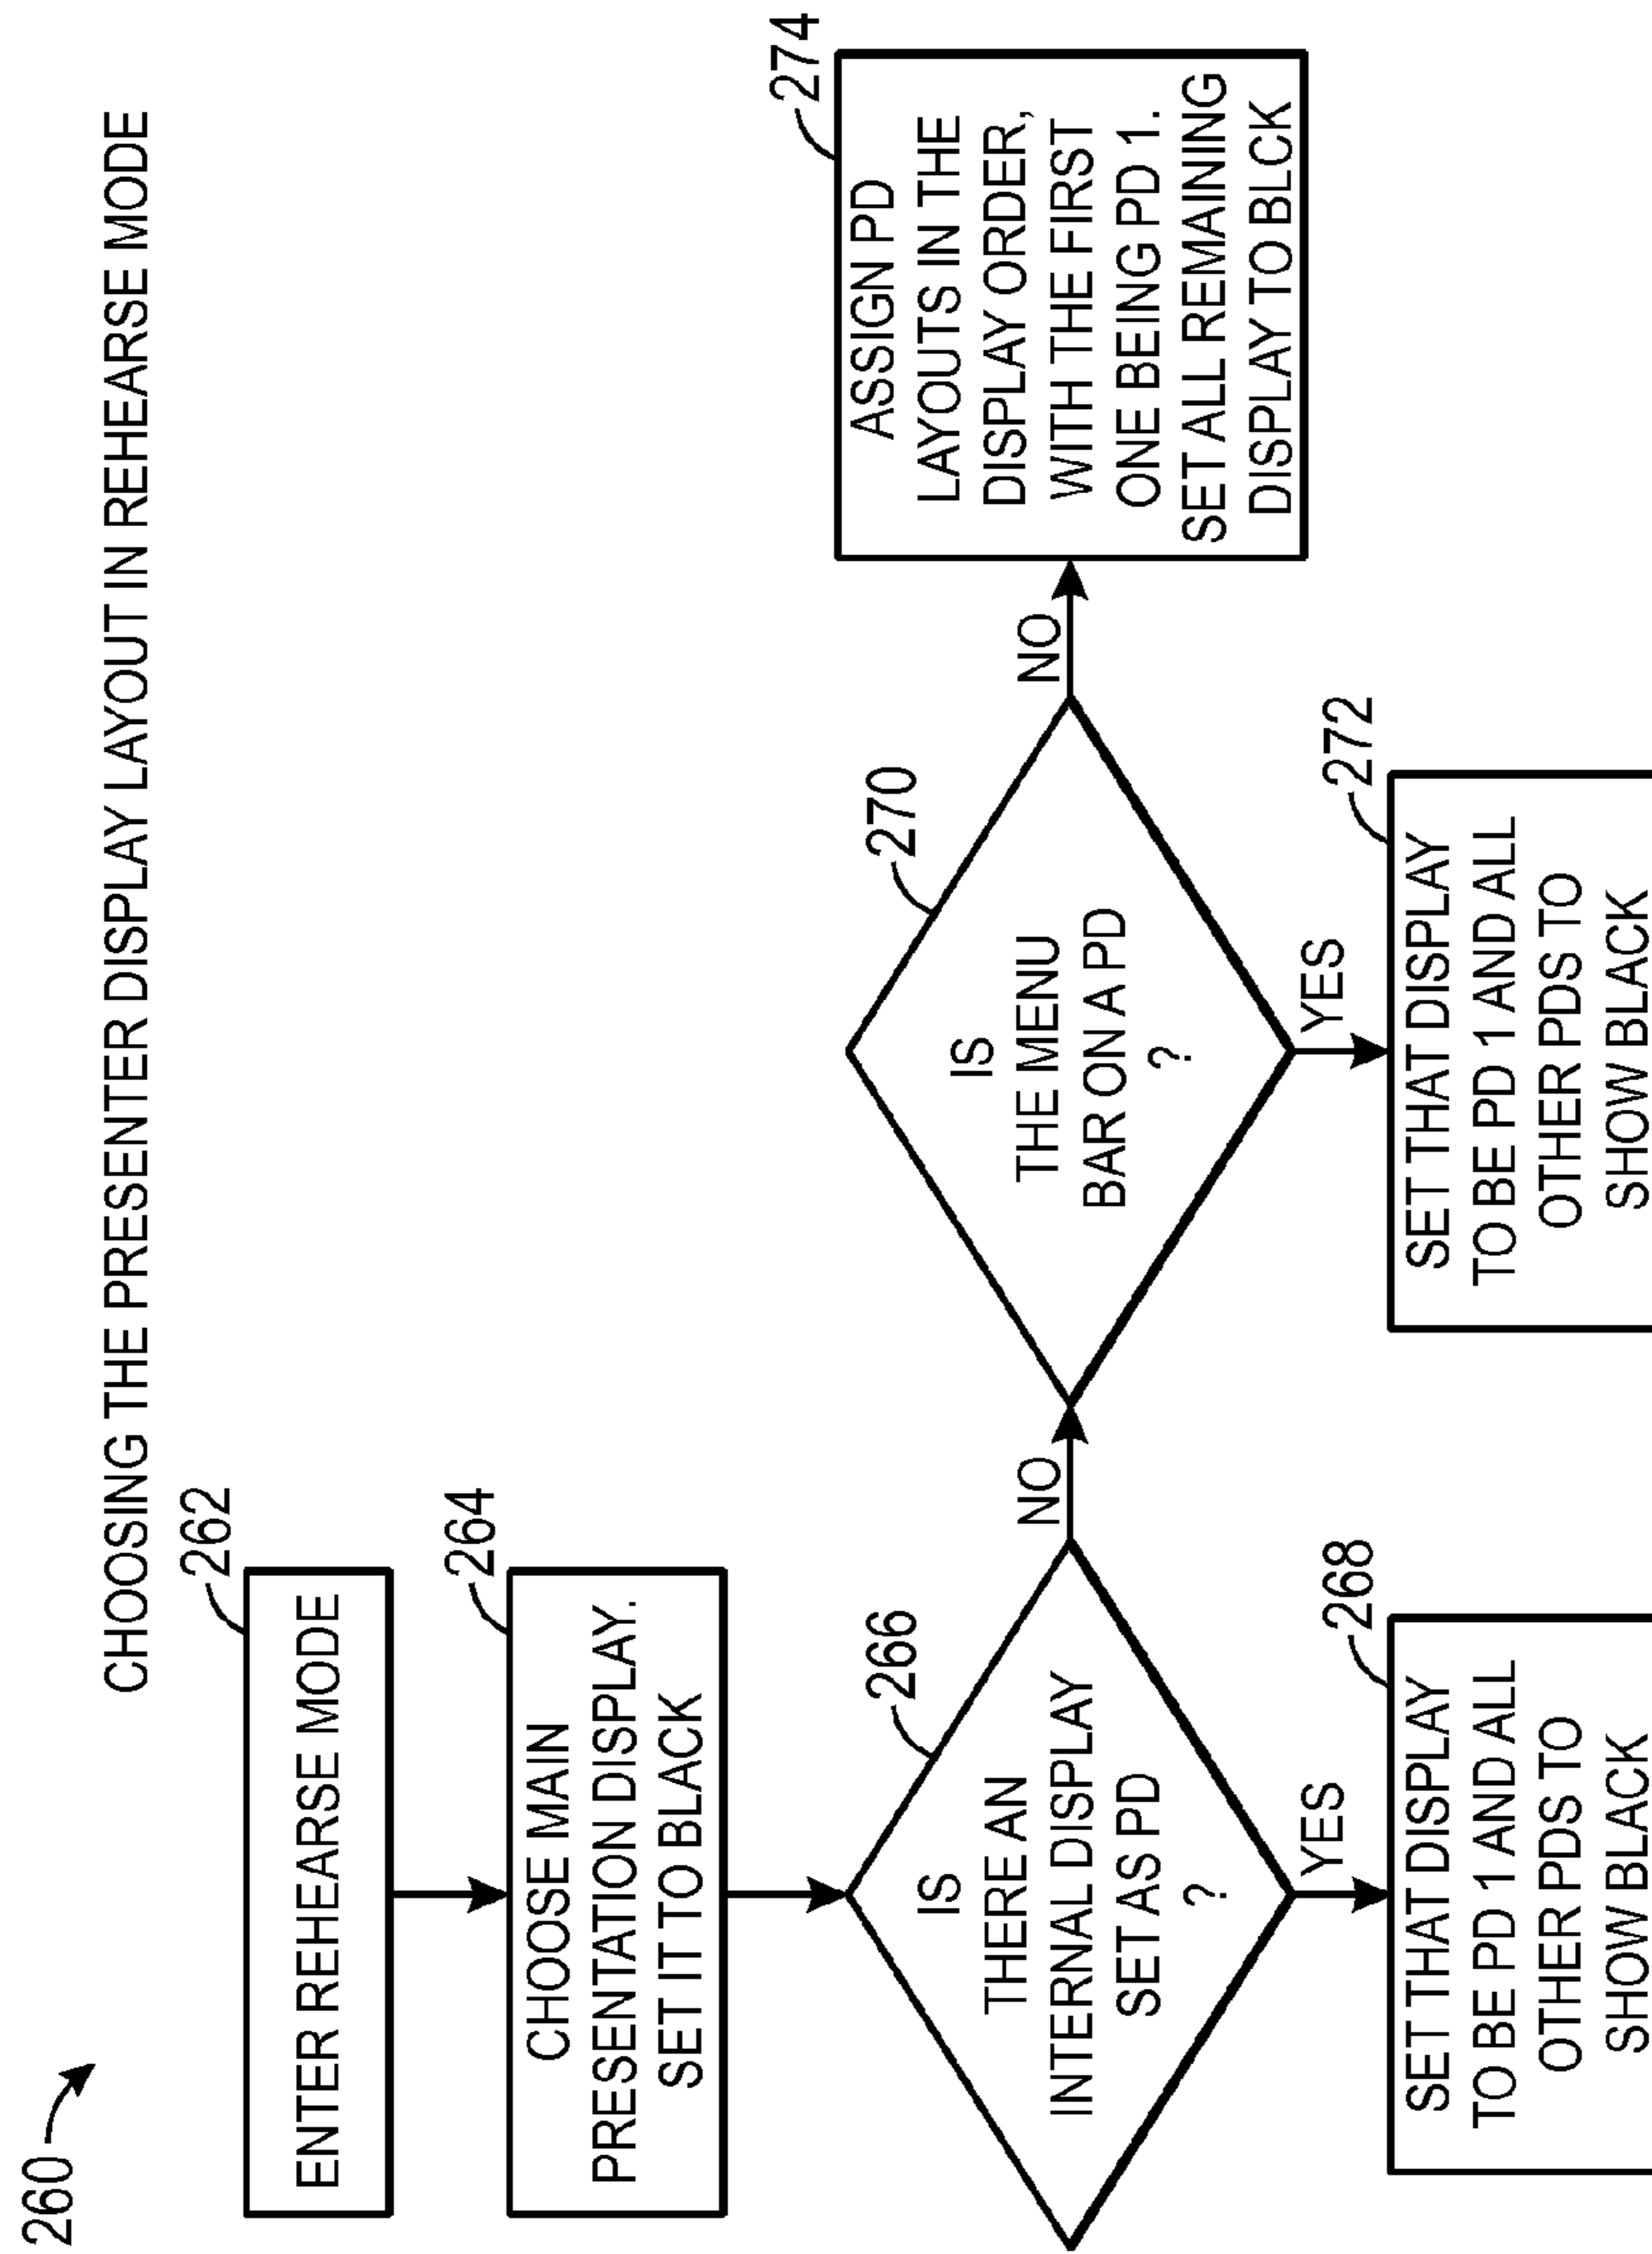 260
CHOOSING THE PRESENTER DISPLAY LAYOUT IN REHEARSE MODE
262
ENTER REHEARSE MODE
264
CHOOSE MAIN
PRESENTATION DISPLAY.
SET IT TO BLACK
266
IS
THERE AN
INTERNAL DISPLAY
SET AS PD
?
YES
268
SET THAT DISPLAY
TO BE PD 1 AND ALL
OTHER PDS TO
SHOW BLACK
NO
270
IS
THE MENU
BAR ON A PD
?
YES
272
SET THAT DISPLAY
TO BE PD 1 AND ALL
OTHER PDS TO
SHOW BLACK
NO
274
ASSIGN PD
LAYOUTS IN THE
DISPLAY ORDER,
WITH THE FIRST
ONE BEING PD 1.
SET ALL REMAINING
DISPLAY TO BLCK